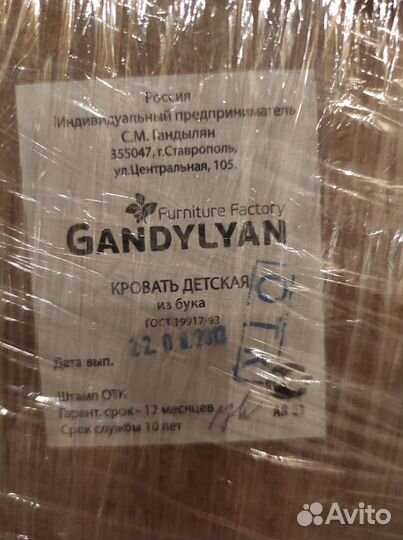 Россия
Индивидуальный предприниматель
С.М. Гандылян
355047, г.Ставрополь,
ул.Центральная, 105.
Furniture Factory
GANDYLYAN
КРОВАТЬ ДЕТСКАЯ
из бука
ГОСТ 19917-93
Дата вып.
ОТК
Штамп ОТК
Гарант. срок - 12 месяцев
Срок службы 10 лет
Avito